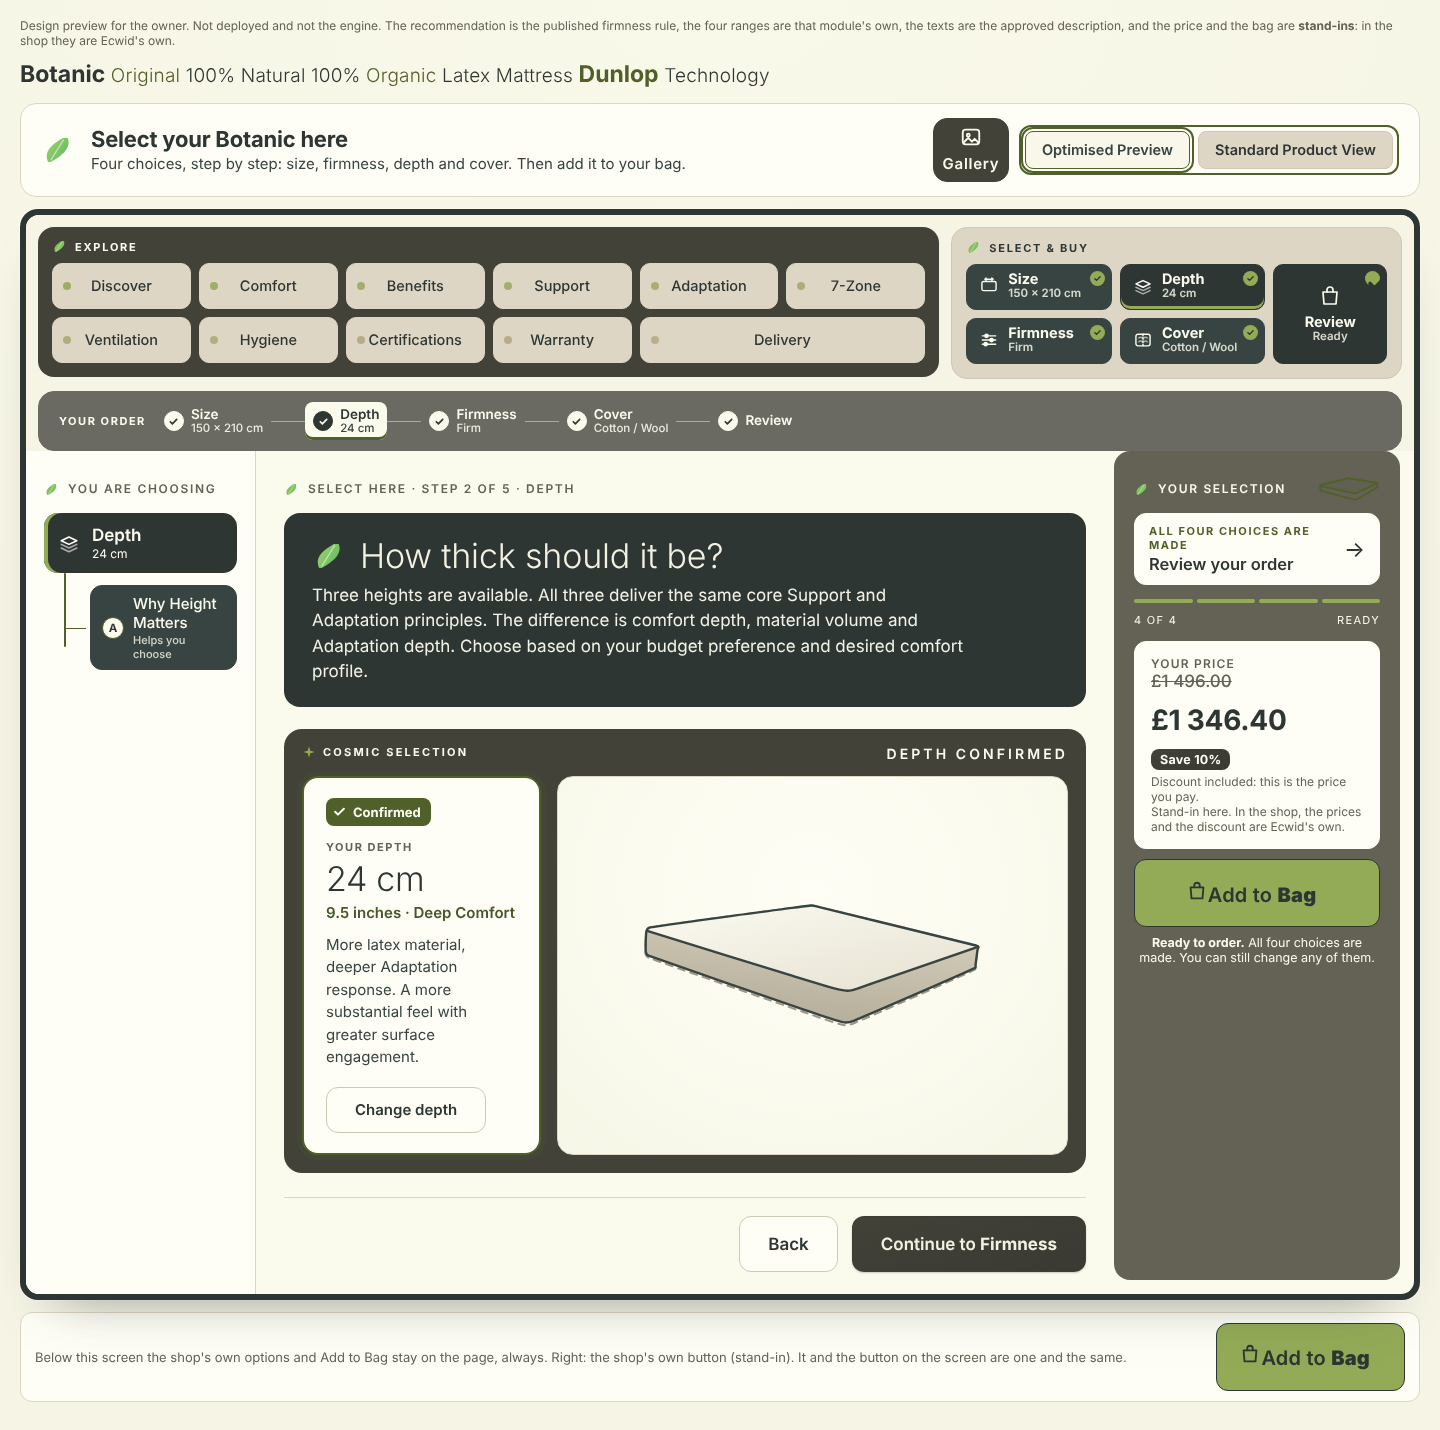 Design preview for the owner. Not deployed and not the engine. The recommendation is the published firmness rule, the four ranges are that module's own, the texts are the approved description, and the price and the bag are stand-ins: in the
shop they are Ecwid's own.
Botanic Original 100% Natural 100% Organic Latex Mattress Dunlop Technology
Select your Botanic here
Four choices, step by step: size, firmness, depth and cover. Then add it to your bag.
Gallery
Optimised Preview
Standard Product View
EXPLORE
Discover
Comfort
Benefits
Support
Adaptation
7-Zone
Ventilation
Hygiene
Certifications
Warranty
Delivery
SELECT & BUY
Size
150 × 210 cm
Depth
24 cm
Firmness
Firm
Cover
Cotton / Wool
Review
Ready
YOUR ORDER
Size
150 × 210 cm
Depth
24 cm
Firmness
Firm
Cover
Cotton / Wool
Review
YOU ARE CHOOSING
Depth
24 cm
A
Why Height
Matters
Helps you
choose
SELECT HERE · STEP 2 OF 5 · DEPTH
How thick should it be?
Three heights are available. All three deliver the same core Support and
Adaptation principles. The difference is comfort depth, material volume and
Adaptation depth. Choose based on your budget preference and desired comfort
profile.
COSMIC SELECTION
DEPTH CONFIRMED
Confirmed
YOUR DEPTH
24 cm
9.5 inches · Deep Comfort
More latex material,
deeper Adaptation
response. A more
substantial feel with
greater surface
engagement.
Change depth
Back
Continue to Firmness
YOUR SELECTION
ALL FOUR CHOICES ARE
MADE
Review your order
4 OF 4
READY
YOUR PRICE
£1 496.00
£1 346.40
Save 10%
Discount included: this is the price
you pay.
Stand-in here. In the shop, the prices
and the discount are Ecwid's own.
Add to Bag
Ready to order. All four choices are
made. You can still change any of them.
Below this screen the shop's own options and Add to Bag stay on the page, always. Right: the shop's own button (stand-in). It and the button on the screen are one and the same.
Add to Bag